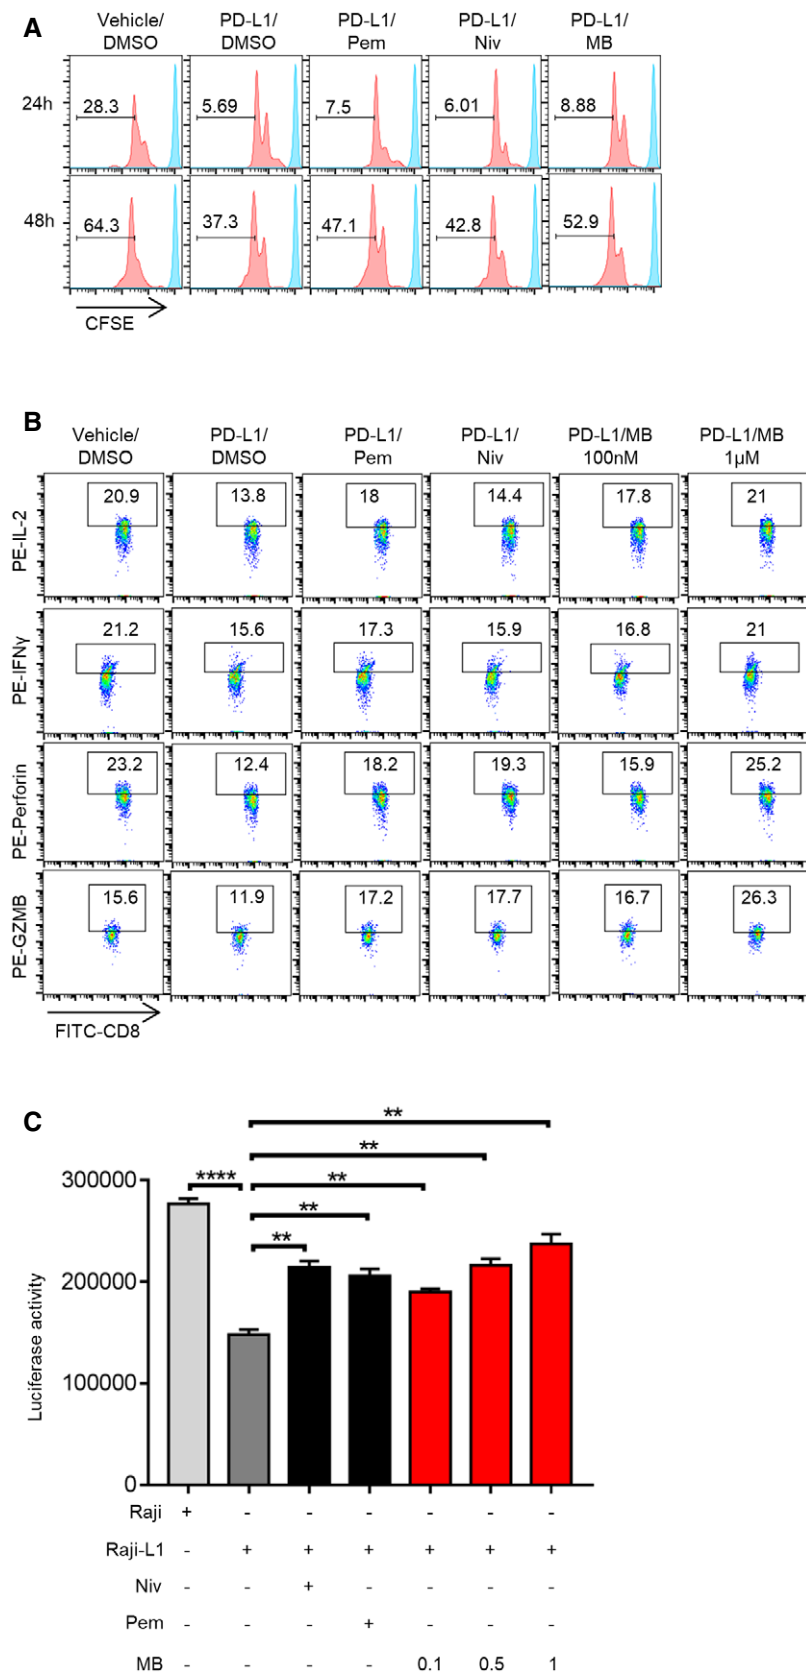 A
Vehicle/ PD-L1/ PD-L1/ PD-L1/ PD-L1/
DMSO DMSO Pem Niv MB
24h 28.3 5.69 7.5 6.01 8.88
48h 64.3 37.3 47.1 42.8 52.9
CFSE
B
Vehicle/ PD-L1/ PD-L1/ PD-L1/ PD-L1/MB PD-L1/MB
DMSO DMSO Pem Niv 100nM 1µM
PE-IL-2 20.9 13.8 18 14.4 17.8 21
PE-IFNγ 21.2 15.6 17.3 15.9 16.8 21
PE-Perforin 23.2 12.4 18.2 19.3 15.9 25.2
PE-GZMB 15.6 11.9 17.2 17.7 16.7 26.3
FITC-CD8
C
**
**
**** **
**
**
300000
200000
100000
0
Luciferase activity
Raji + - - - - - -
Raji-L1 - + + + + + +
Niv - - + - - - -
Pem - - - + - - -
MB - - - - 0.1 0.5 1